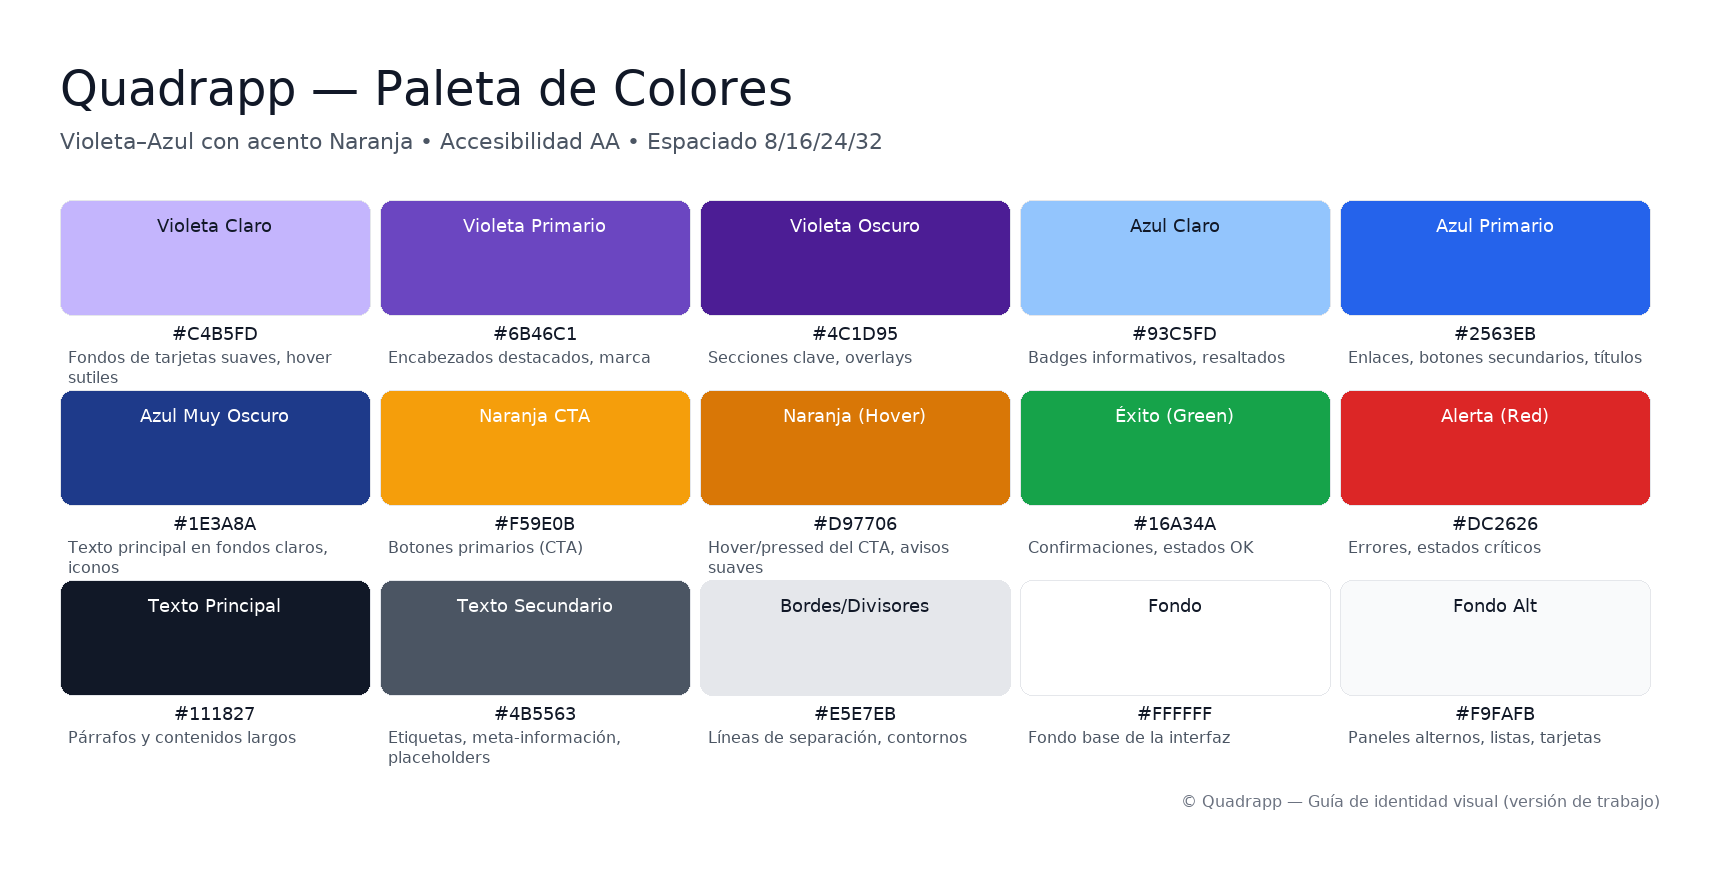 Quadrapp — Paleta de Colores
Violeta–Azul con acento Naranja • Accesibilidad AA • Espaciado 8/16/24/32
Violeta Claro
#C4B5FD
Fondos de tarjetas suaves, hover
sutiles
Violeta Primario
#6B46C1
Encabezados destacados, marca
Violeta Oscuro
#4C1D95
Secciones clave, overlays
Azul Claro
#93C5FD
Badges informativos, resaltados
Azul Primario
#2563EB
Enlaces, botones secundarios, títulos
Azul Muy Oscuro
#1E3A8A
Texto principal en fondos claros,
iconos
Naranja CTA
#F59E0B
Botones primarios (CTA)
Naranja (Hover)
#D97706
Hover/pressed del CTA, avisos
suaves
Éxito (Green)
#16A34A
Confirmaciones, estados OK
Alerta (Red)
#DC2626
Errores, estados críticos
Texto Principal
#111827
Párrafos y contenidos largos
Texto Secundario
#4B5563
Etiquetas, meta-información,
placeholders
Bordes/Divisores
#E5E7EB
Líneas de separación, contornos
Fondo
#FFFFFF
Fondo base de la interfaz
Fondo Alt
#F9FAFB
Paneles alternos, listas, tarjetas
© Quadrapp — Guía de identidad visual (versión de trabajo)